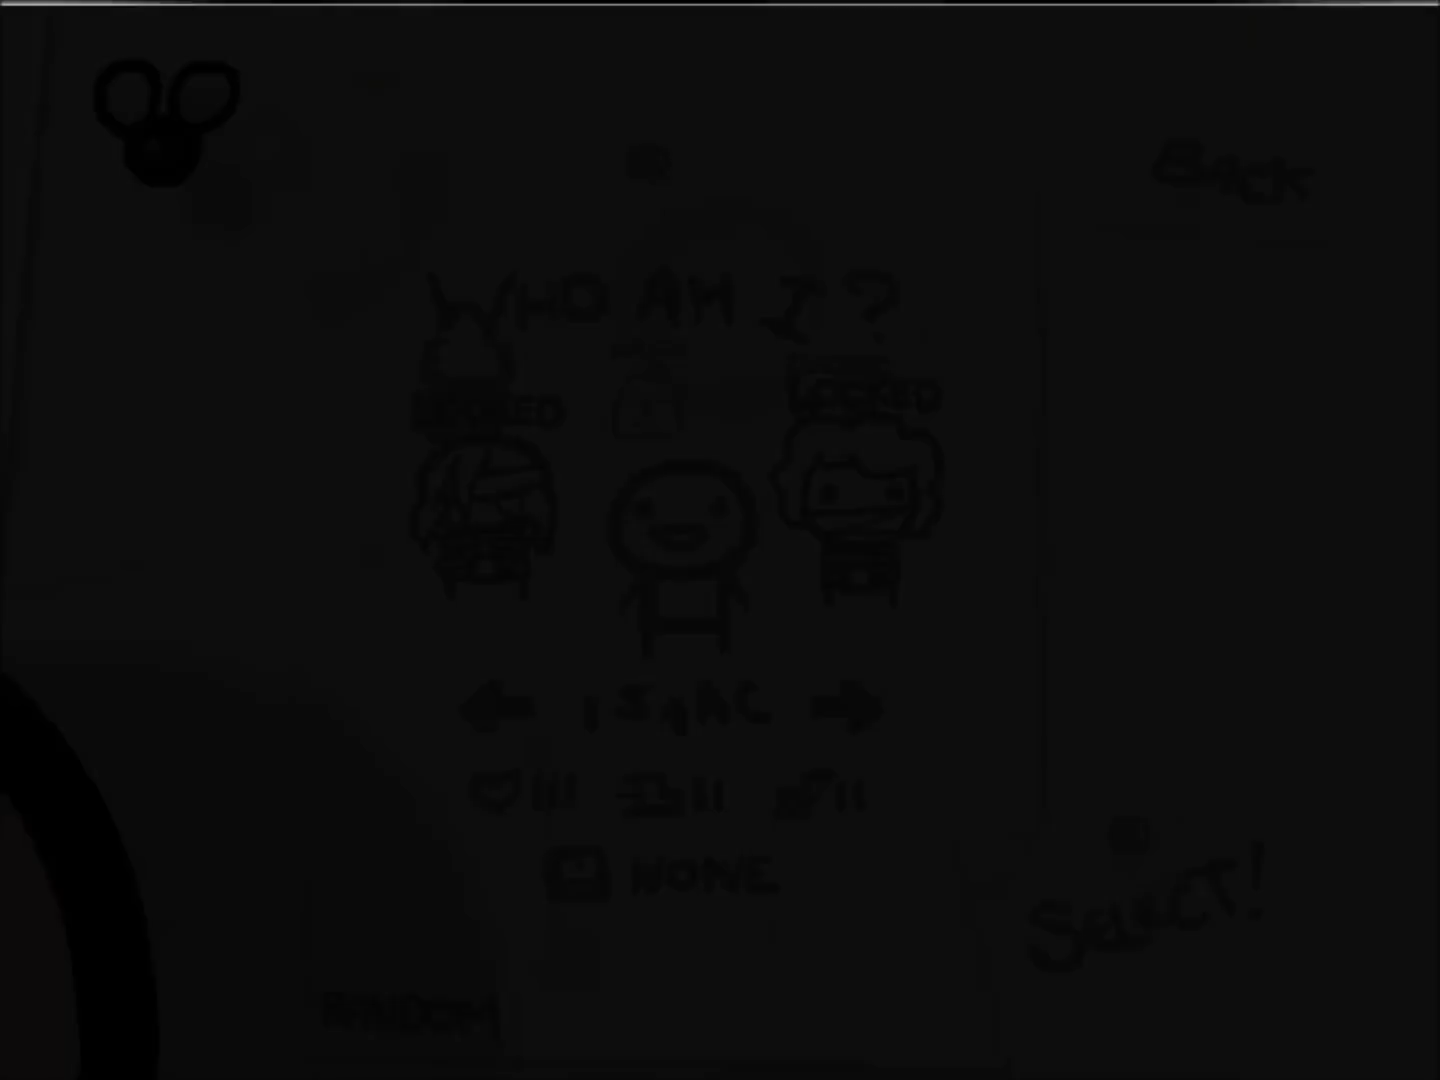 BACK
WHO AM I?
LOCKED
LOCKED
ISAAC
NONE
SELECT!
RANDOM